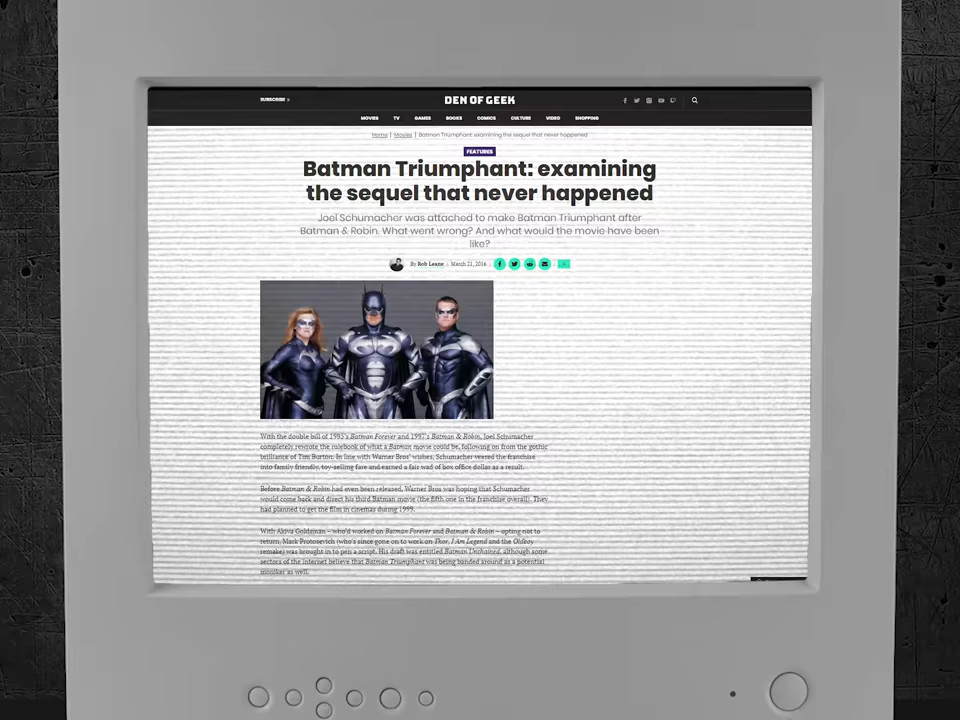 SUBSCRIBE >
DEN OF GEEK
MOVIES TV GAMES BOOKS COMICS CULTURE VIDEO SHOPPING
Home | Movies | Batman Triumphant: examining the sequel that never happened
FEATURES
Batman Triumphant: examining
the sequel that never happened
Joel Schumacher was attached to make Batman Triumphant after
Batman & Robin. What went wrong? And what would the movie have been
like?
By Rob Leane | March 21, 2016 |
With the double bill of 1995's Batman Forever and 1997's Batman & Robin, Joel Schumacher
completely rewrote the rulebook of what a Batman movie could be, following on from the gothic
brilliance of Tim Burton. In line with Warner Bros' wishes, Schumacher veered the franchise
into family friendly, toy-selling fare and earned a fair wad of box office dollar as a result.
Before Batman & Robin had even been released, Warner Bros was hoping that Schumacher
would come back and direct his third Batman movie (the fifth one in the franchise overall). They
had planned to get the film in cinemas during 1999.
With Akiva Goldsman – who'd worked on Batman Forever and Batman & Robin – opting not to
return, Mark Protosevich (who's since gone on to work on Thor, I Am Legend and the Oldboy
remake) was brought in to pen a script. His draft was entitled Batman Unchained, although some
sectors of the internet believe that Batman Triumphant was being bandied around as a potential
moniker as well.